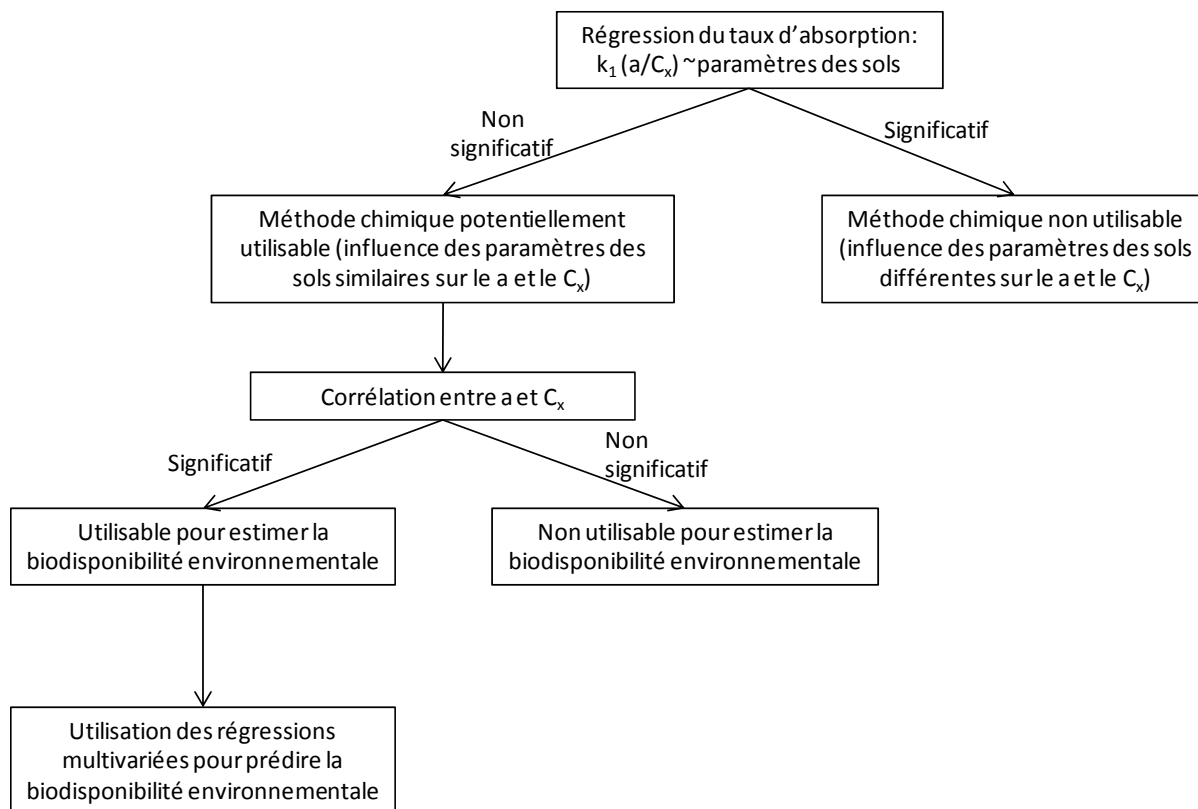 Régression du taux d'absorption:
k₁ (a/Cₓ) ~paramètres des sols
Non
significatif
Significatif
Méthode chimique potentiellement
utilisable (influence des paramètres des
sols similaires sur le a et le Cₓ)
Méthode chimique non utilisable
(influence des paramètres des sols
différentes sur le a et le Cₓ)
Corrélation entre a et Cₓ
Significatif
Non
significatif
Utilisable pour estimer la
biodisponibilité environnementale
Non utilisable pour estimer la
biodisponibilité environnementale
Utilisation des régressions
multivariées pour prédire la
biodisponibilité environnementale